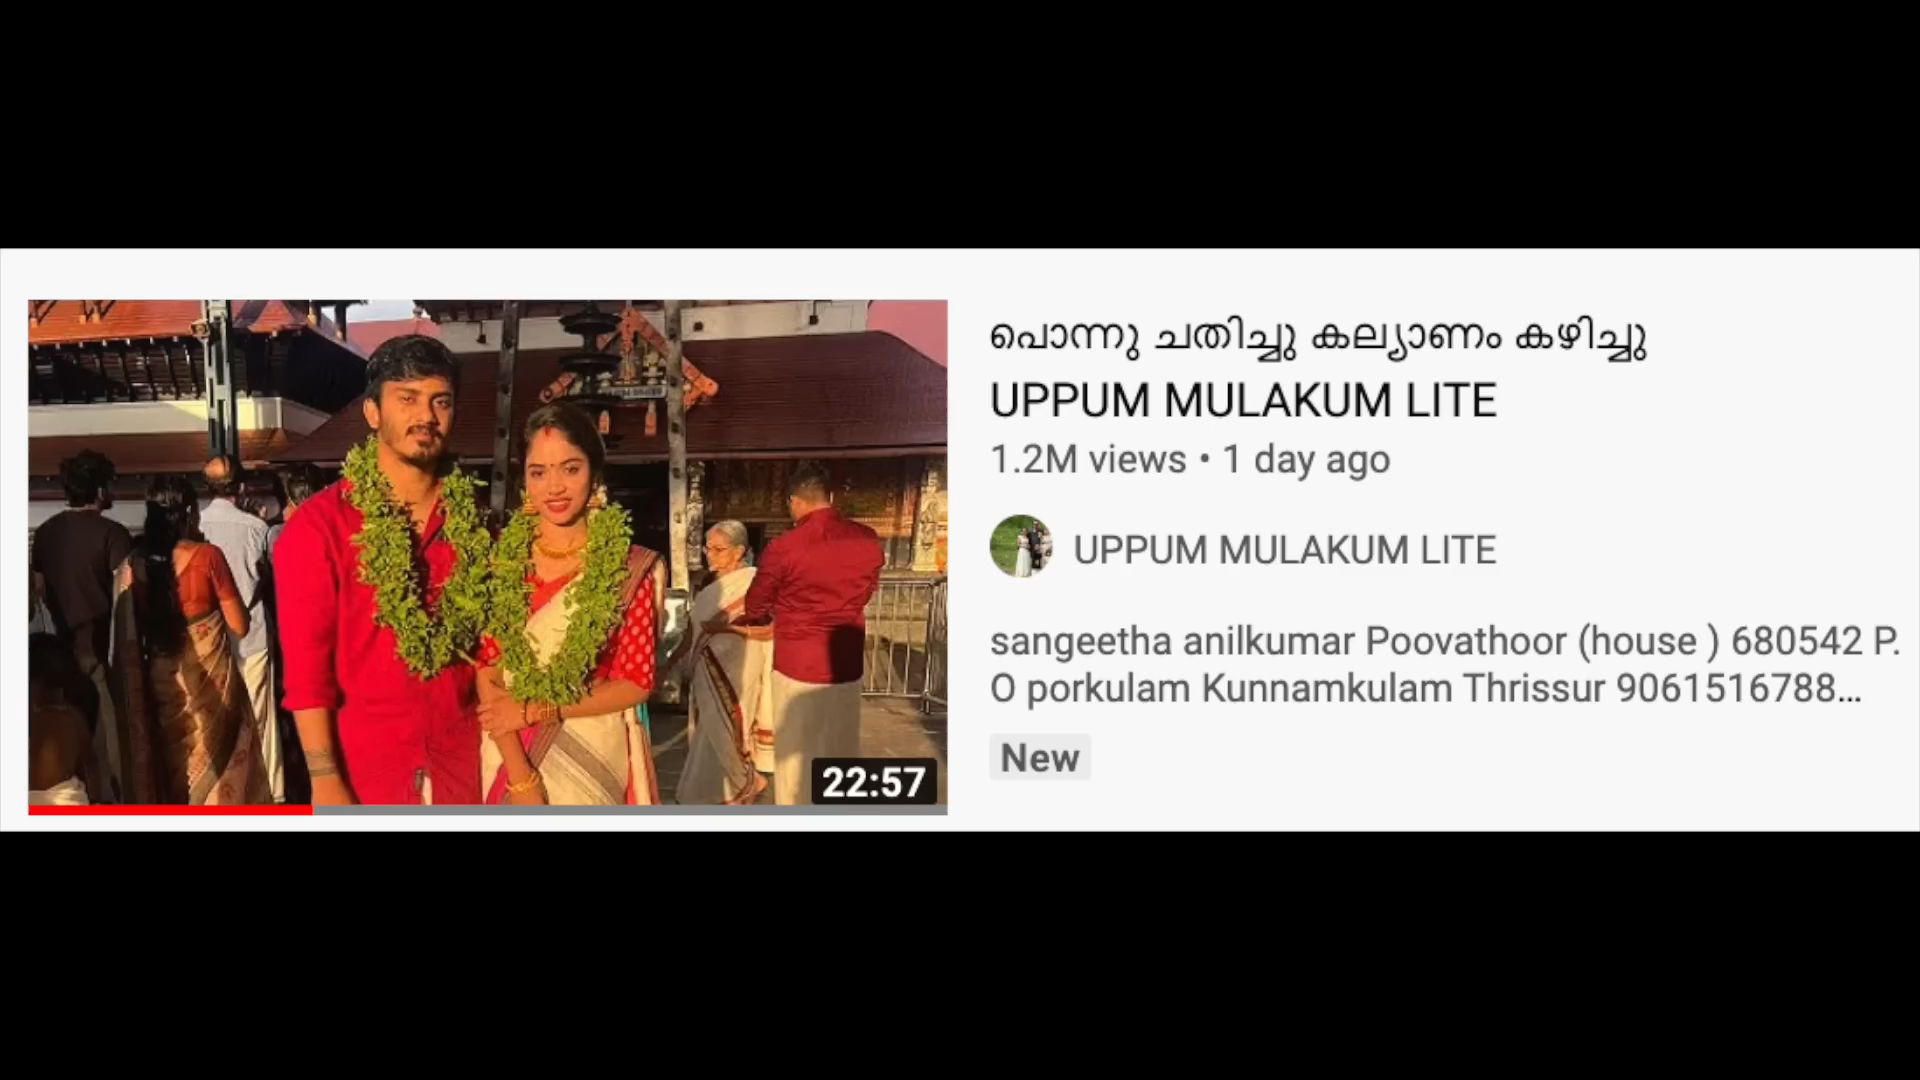 പൊന്നു ചതിച്ചു കല്യാണം കഴിച്ചു
UPPUM MULAKUM LITE
1.2M views • 1 day ago
UPPUM MULAKUM LITE
sangeetha anilkumar Poovathoor (house ) 680542 P.
O porkulam Kunnamkulam Thrissur 9061516788...
New
22:57